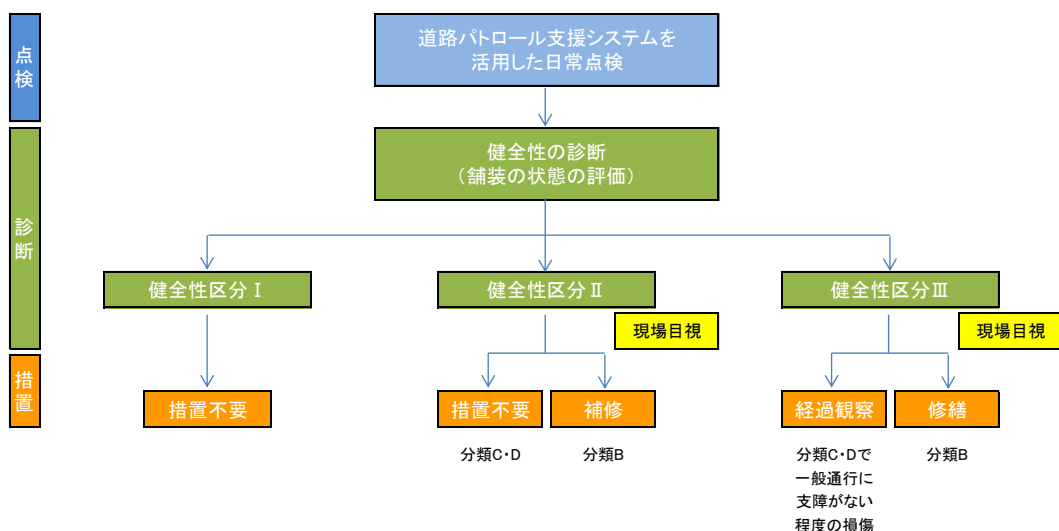 点検
道路パトロール支援システムを
活用した日常点検
診断
健全性の診断
（舗装の状態の評価）
健全性区分Ⅰ
健全性区分Ⅱ
健全性区分Ⅲ
現場目視
現場目視
措置
措置不要
措置不要
補修
経過観察
修繕
分類C・D
分類B
分類C・Dで
一般通行に
支障がない
程度の損傷
分類B